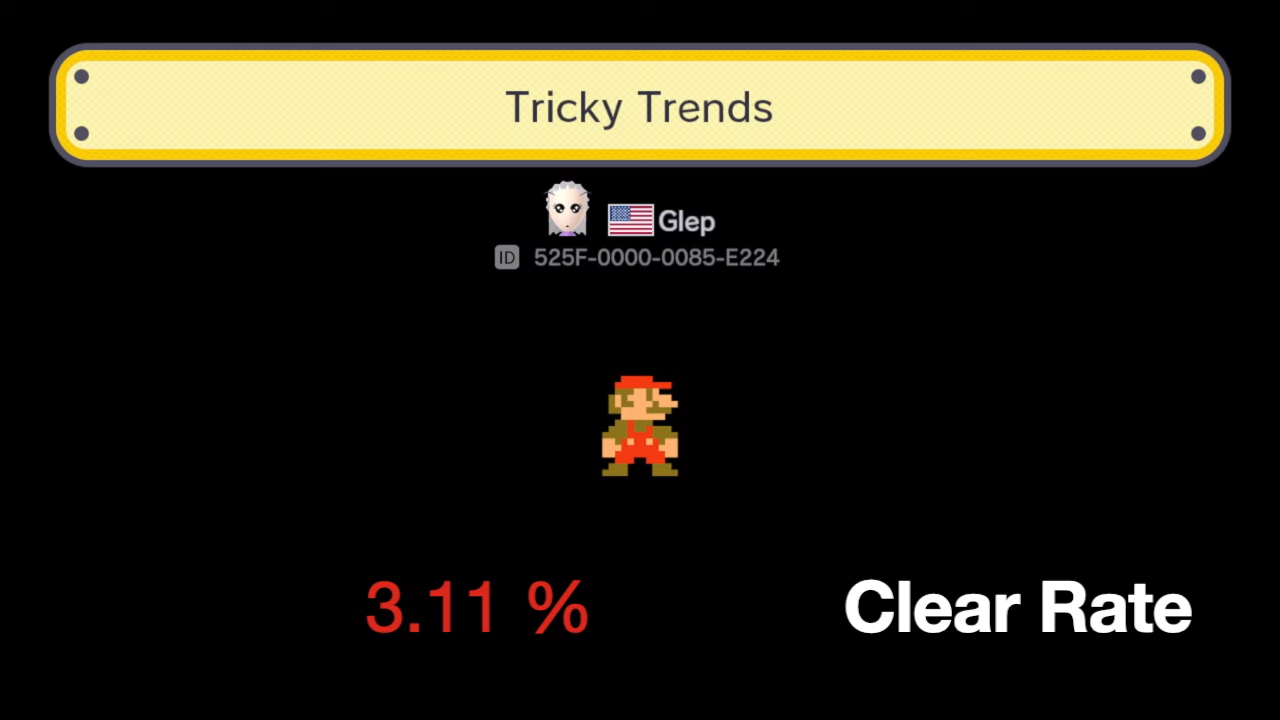 Tricky Trends
Glep
ID 525F-0000-0085-E224
3.11 % Clear Rate